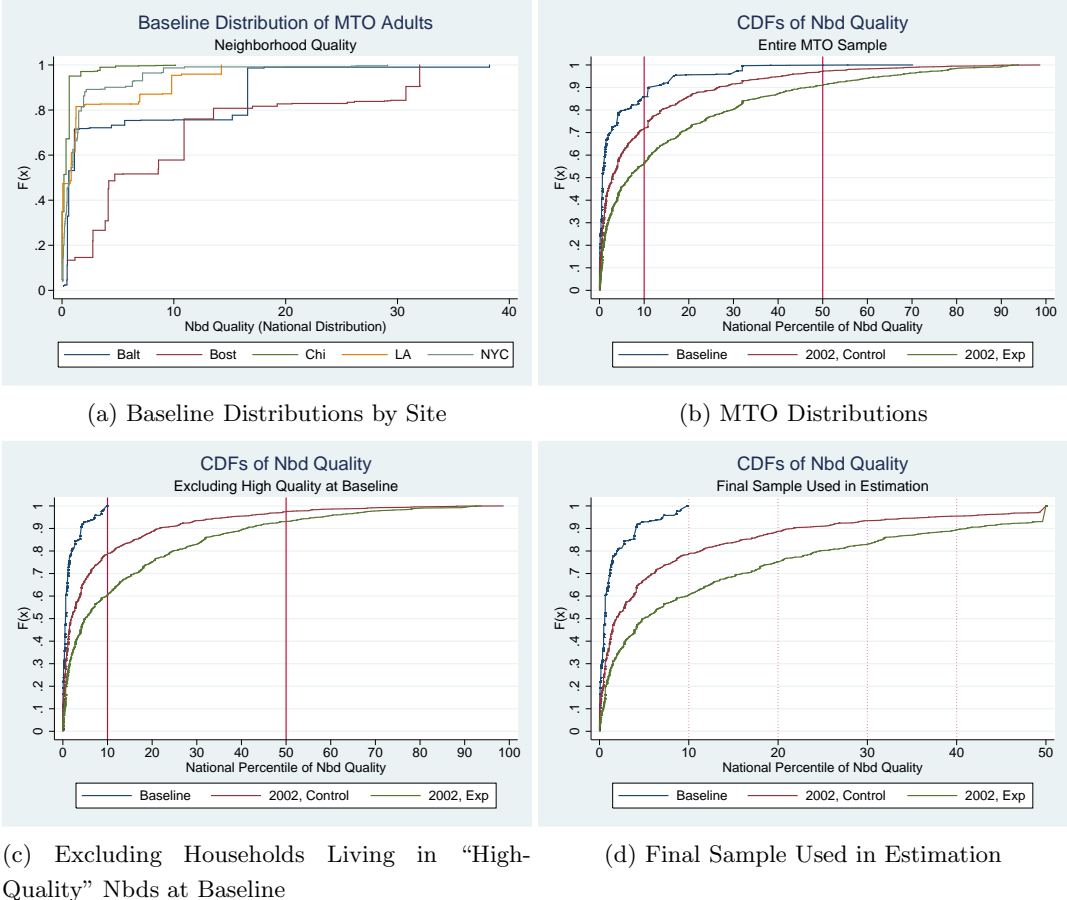 Baseline Distribution of MTO Adults
Neighborhood Quality
F(x)
1
.8
.6
.4
.2
0
0 10 20 30 40
Nbd Quality (National Distribution)
Balt Bost Chi LA NYC
(a) Baseline Distributions by Site
CDFs of Nbd Quality
Entire MTO Sample
F(x)
1
.9
.8
.7
.6
.5
.4
.3
.2
.1
0
0 10 20 30 40 50 60 70 80 90 100
National Percentile of Nbd Quality
Baseline 2002, Control 2002, Exp
(b) MTO Distributions
CDFs of Nbd Quality
Excluding High Quality at Baseline
F(x)
1
.9
.8
.7
.6
.5
.4
.3
.2
.1
0
0 10 20 30 40 50 60 70 80 90 100
National Percentile of Nbd Quality
Baseline 2002, Control 2002, Exp
(c) Excluding Households Living in “High-
Quality” Nbds at Baseline
CDFs of Nbd Quality
Final Sample Used in Estimation
F(x)
1
.9
.8
.7
.6
.5
.4
.3
.2
.1
0
0 10 20 30 40 50
National Percentile of Nbd Quality
Baseline 2002, Control 2002, Exp
(d) Final Sample Used in Estimation